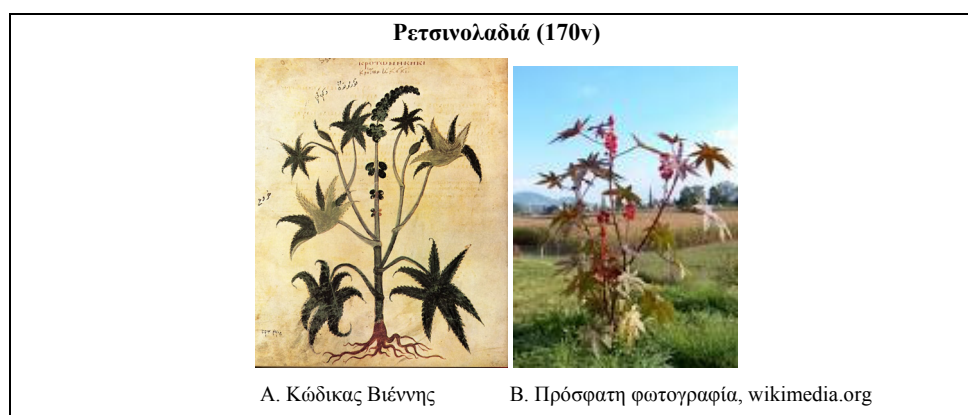 Ρετσινολαδιά (170v)
Α. Κώδικας Βιέννης
Β. Πρόσφατη φωτογραφία, wikimedia.org